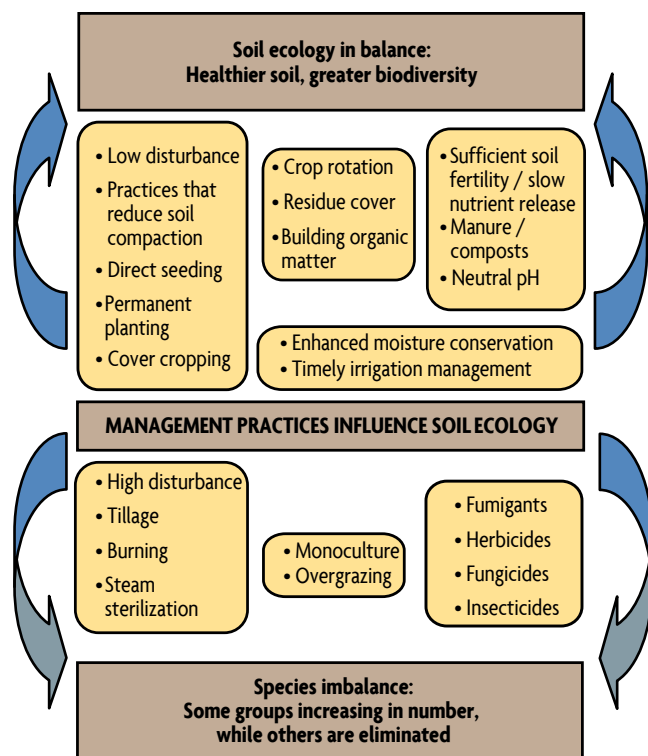 Soil ecology in balance:
Healthier soil, greater biodiversity
• Low disturbance
• Practices that
reduce soil
compaction
• Direct seeding
• Permanent
planting
• Cover cropping
• Crop rotation
• Residue cover
• Building organic
matter
• Sufficient soil
fertility / slow
nutrient release
• Manure /
composts
• Neutral pH
• Enhanced moisture conservation
• Timely irrigation management
MANAGEMENT PRACTICES INFLUENCE SOIL ECOLOGY
• High disturbance
• Tillage
• Burning
• Steam
sterilization
• Monoculture
• Overgrazing
• Fumigants
• Herbicides
• Fungicides
• Insecticides
Species imbalance:
Some groups increasing in number,
while others are eliminated